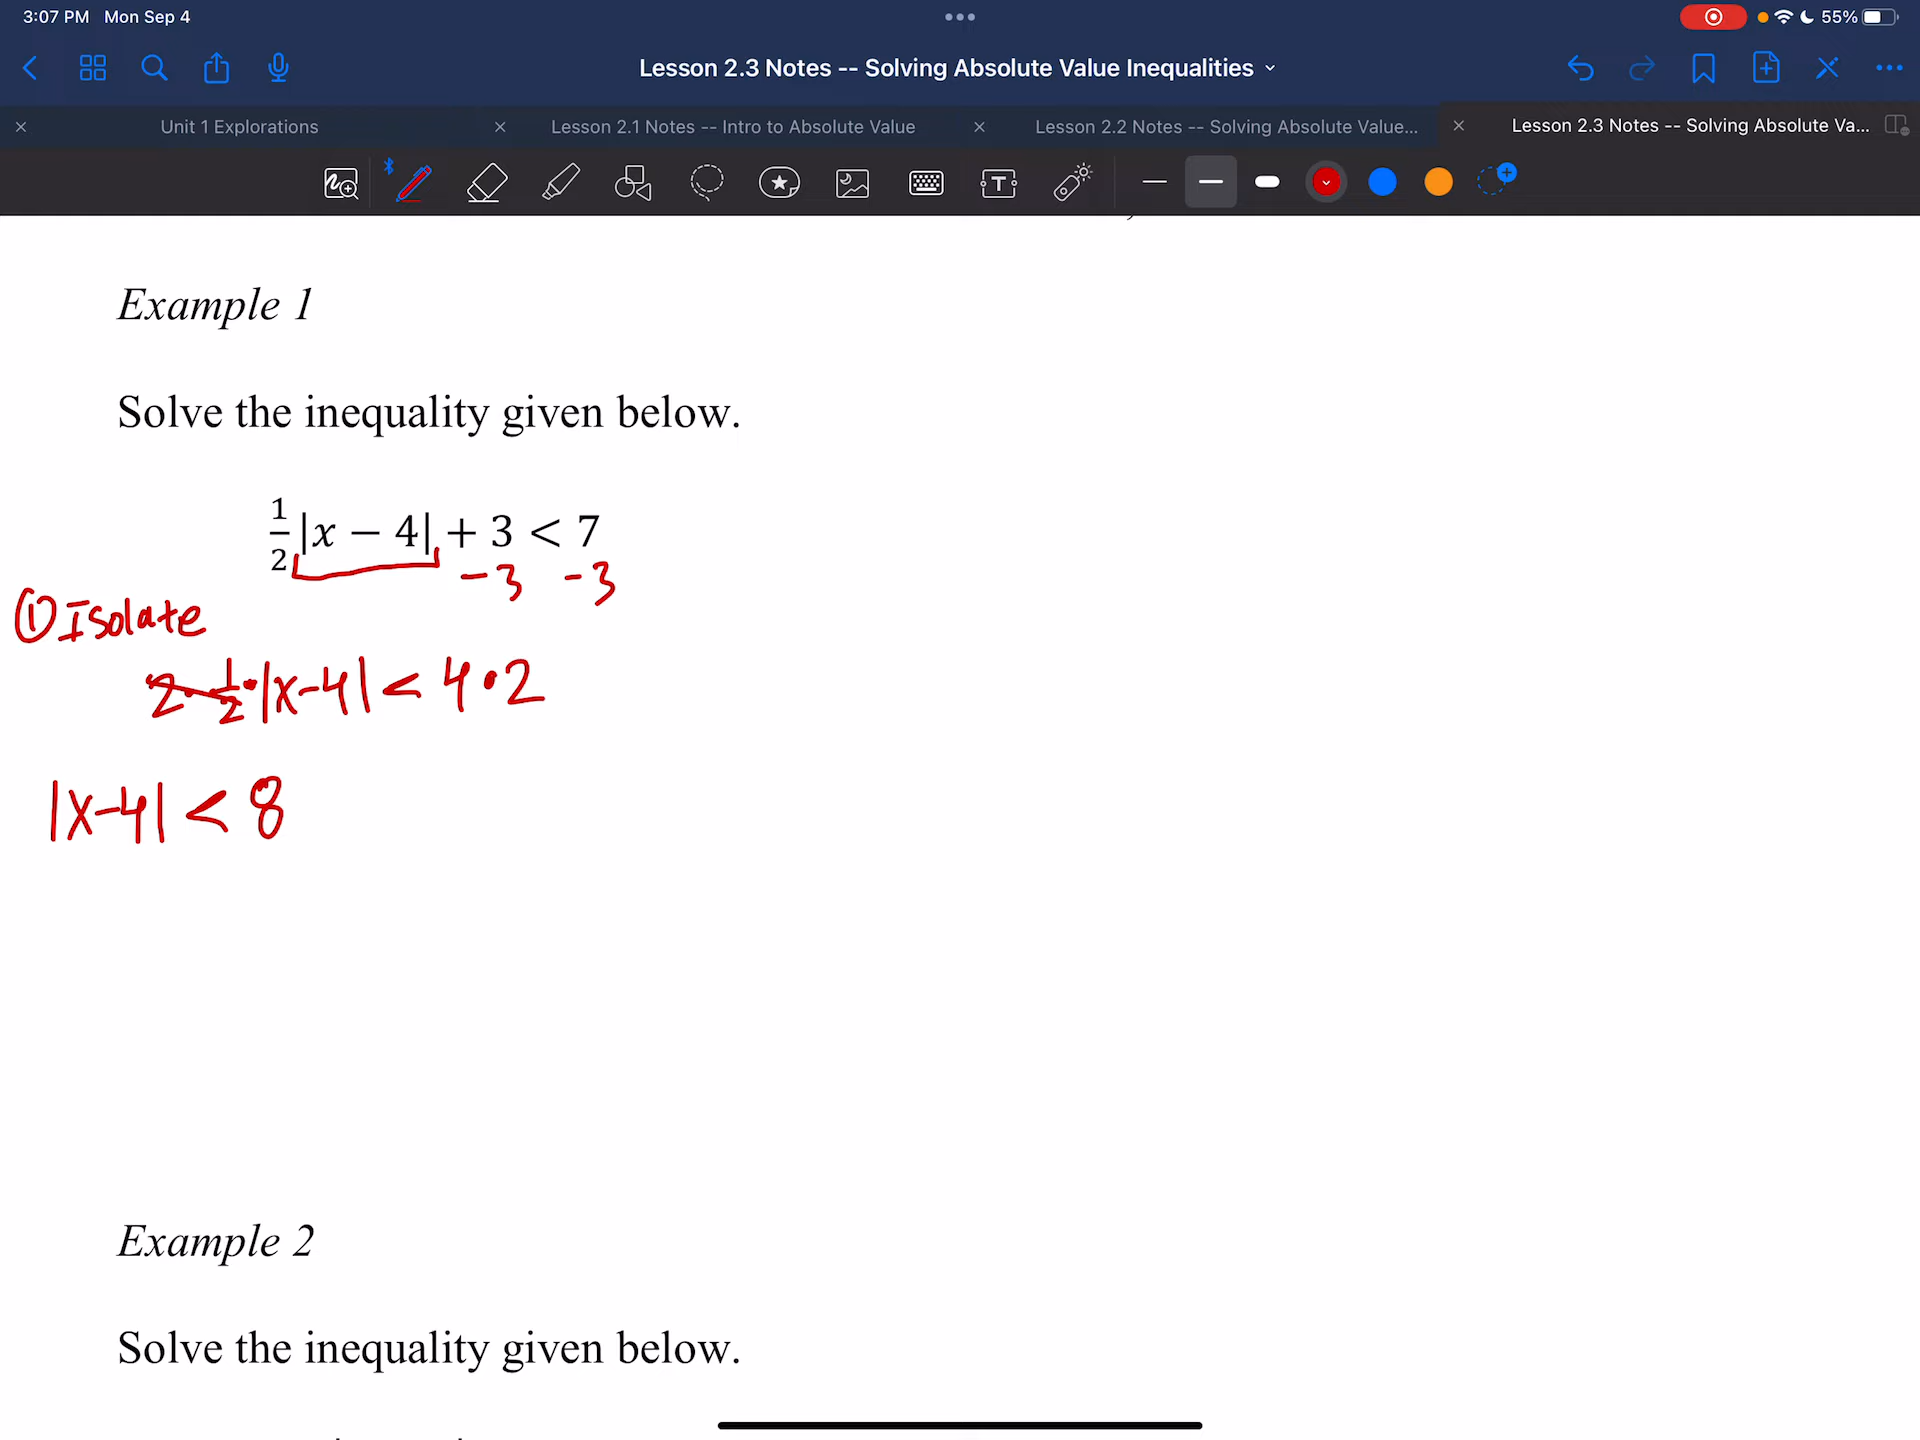 3:07 PM Mon Sep 4
55%
Lesson 2.3 Notes -- Solving Absolute Value Inequalities
Unit 1 Explorations
Lesson 2.1 Notes -- Intro to Absolute Value
Lesson 2.2 Notes -- Solving Absolute Value...
Lesson 2.3 Notes -- Solving Absolute Va...
Example 1
Solve the inequality given below.
1/2|x − 4| + 3 < 7
-3 -3
① Isolate
2 · 1/2 · |x-4| < 4 · 2
|x-4| < 8
Example 2
Solve the inequality given below.